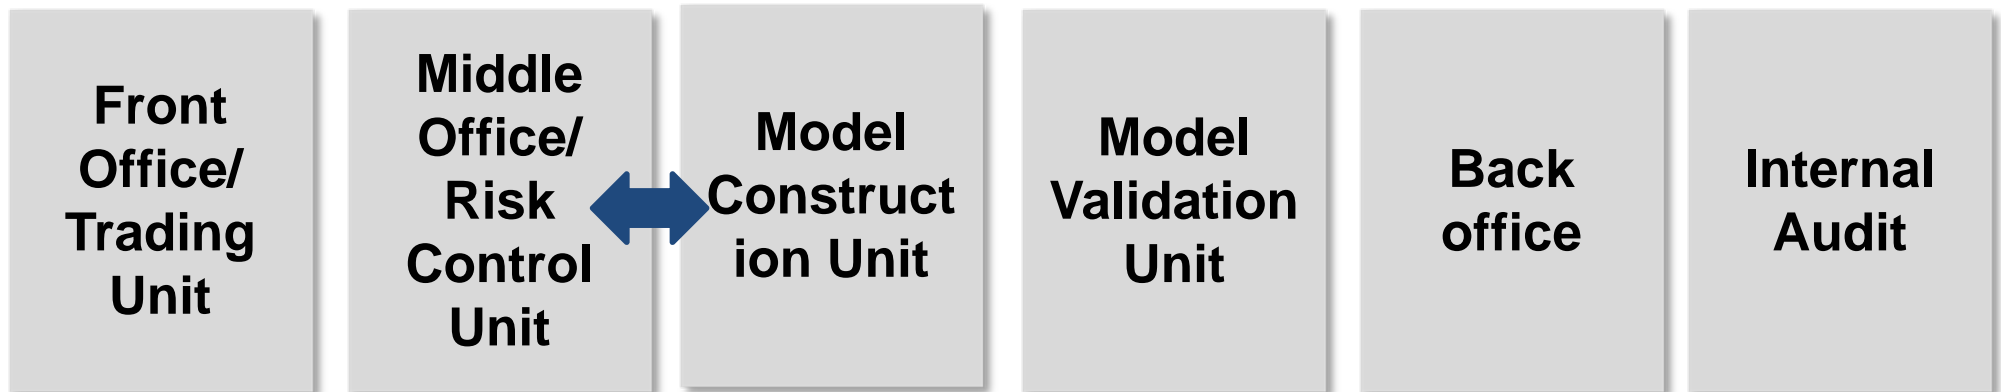 Front
Office/
Trading
Unit
Middle
Office/
Risk
Control
Unit
Model
Construct
ion Unit
Model
Validation
Unit
Back
office
Internal
Audit